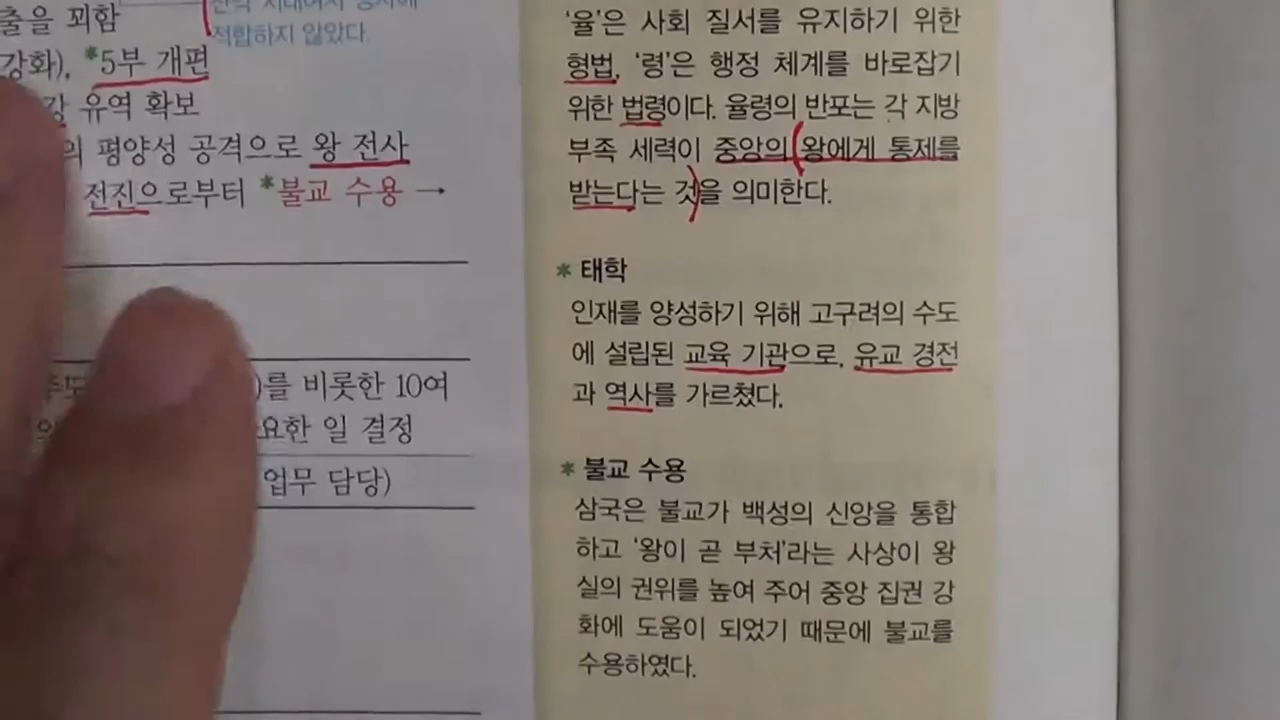 출을 꾀함
적합하지 않았다.
강화), *5부 개편
강 유역 확보
의 평양성 공격으로 왕 전사
전진으로부터 *불교 수용 →
)를 비롯한 10여
요한 일 결정
업무 담당)
'율'은 사회 질서를 유지하기 위한
형법, '령'은 행정 체계를 바로잡기
위한 법령이다. 율령의 반포는 각 지방
부족 세력이 중앙의 왕에게 통제를
받는다는 것을 의미한다.
* 태학
인재를 양성하기 위해 고구려의 수도
에 설립된 교육 기관으로, 유교 경전
과 역사를 가르쳤다.
* 불교 수용
삼국은 불교가 백성의 신앙을 통합
하고 '왕이 곧 부처'라는 사상이 왕
실의 권위를 높여 주어 중앙 집권 강
화에 도움이 되었기 때문에 불교를
수용하였다.